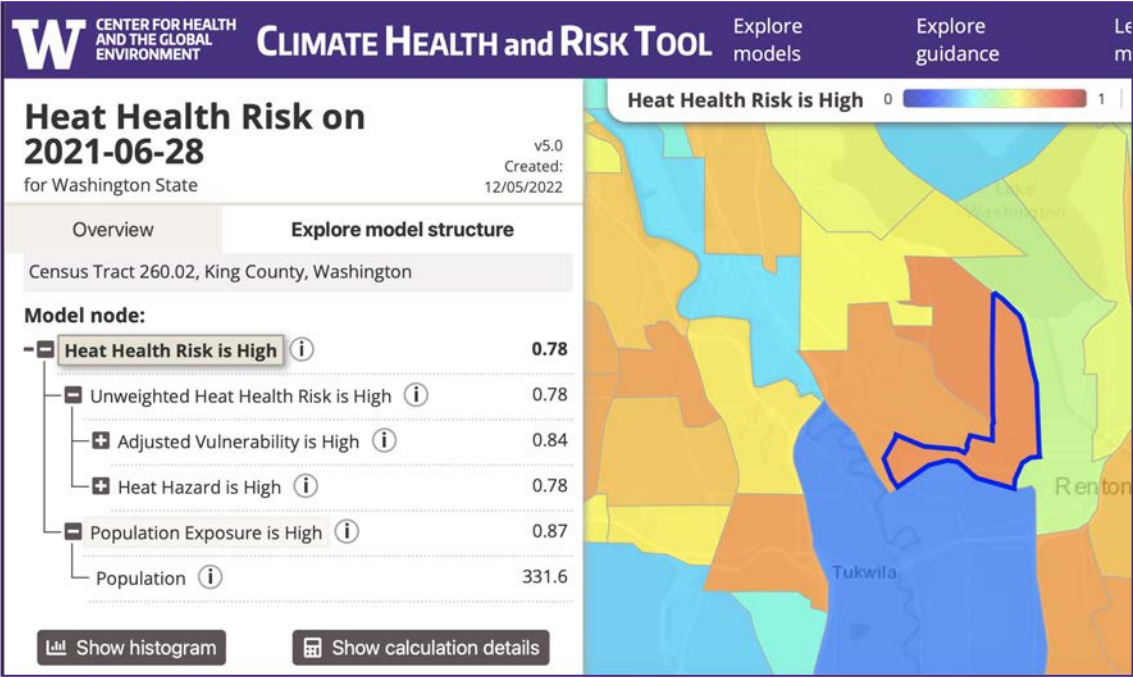 W
CENTER FOR HEALTH
AND THE GLOBAL
ENVIRONMENT
CLIMATE HEALTH and RISK TOOL
Explore
models
Explore
guidance
Heat Health Risk on
2021-06-28
for Washington State
v5.0
Created:
12/05/2022
Overview
Explore model structure
Census Tract 260.02, King County, Washington
Model node:
Heat Health Risk is High i 0.78
Unweighted Heat Health Risk is High i 0.78
Adjusted Vulnerability is High i 0.84
Heat Hazard is High i 0.78
Population Exposure is High i 0.87
Population i 331.6
Show histogram
Show calculation details
Heat Health Risk is High 0 1
Lake
Washington
Renton
Tukwila